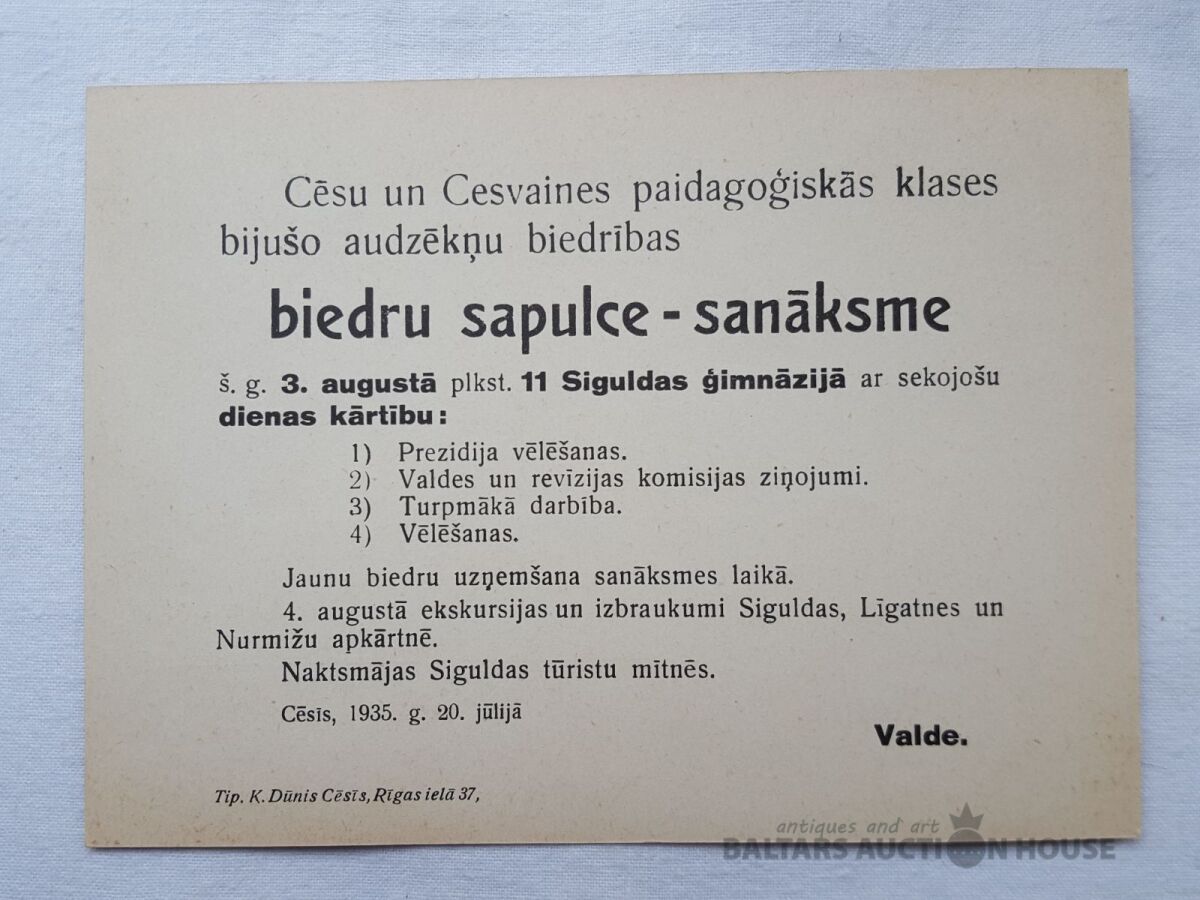 Cēsu un Cesvaines paidagoģiskās klases
bijušo audzēkņu biedrības
biedru sapulce - sanāksme
š. g. 3. augustā plkst. 11 Siguldas ģimnāzijā ar sekojošu
dienas kārtību:
1) Prezidija vēlēšanas.
2) Valdes un revīzijas komisijas ziņojumi.
3) Turpmākā darbība.
4) Vēlēšanas.
Jaunu biedru uzņemšana sanāksmes laikā.
4. augustā ekskursijas un izbraukumi Siguldas, Līgatnes un
Nurmižu apkārtnē.
Naktsmājas Siguldas tūristu mītnēs.
Cēsīs, 1935. g. 20. jūlijā
Valde.
Tip. K. Dūnis Cēsīs, Rīgas ielā 37,
antiques and art
BALTARS AUCTION HOUSE